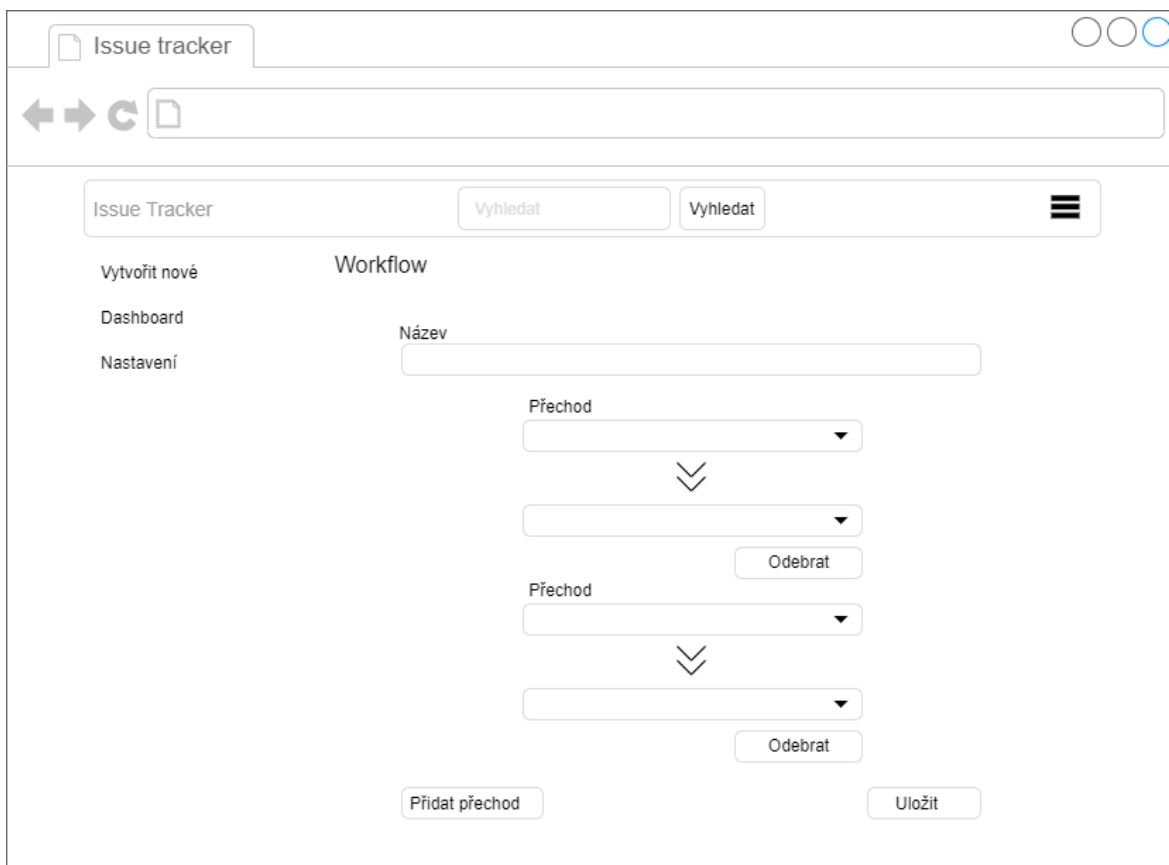 Issue tracker
Issue Tracker
Vyhledat
Vyhledat
Vytvořit nové
Dashboard
Nastavení
Workflow
Název
Přechod
Odebrat
Přechod
Odebrat
Přidat přechod
Uložit